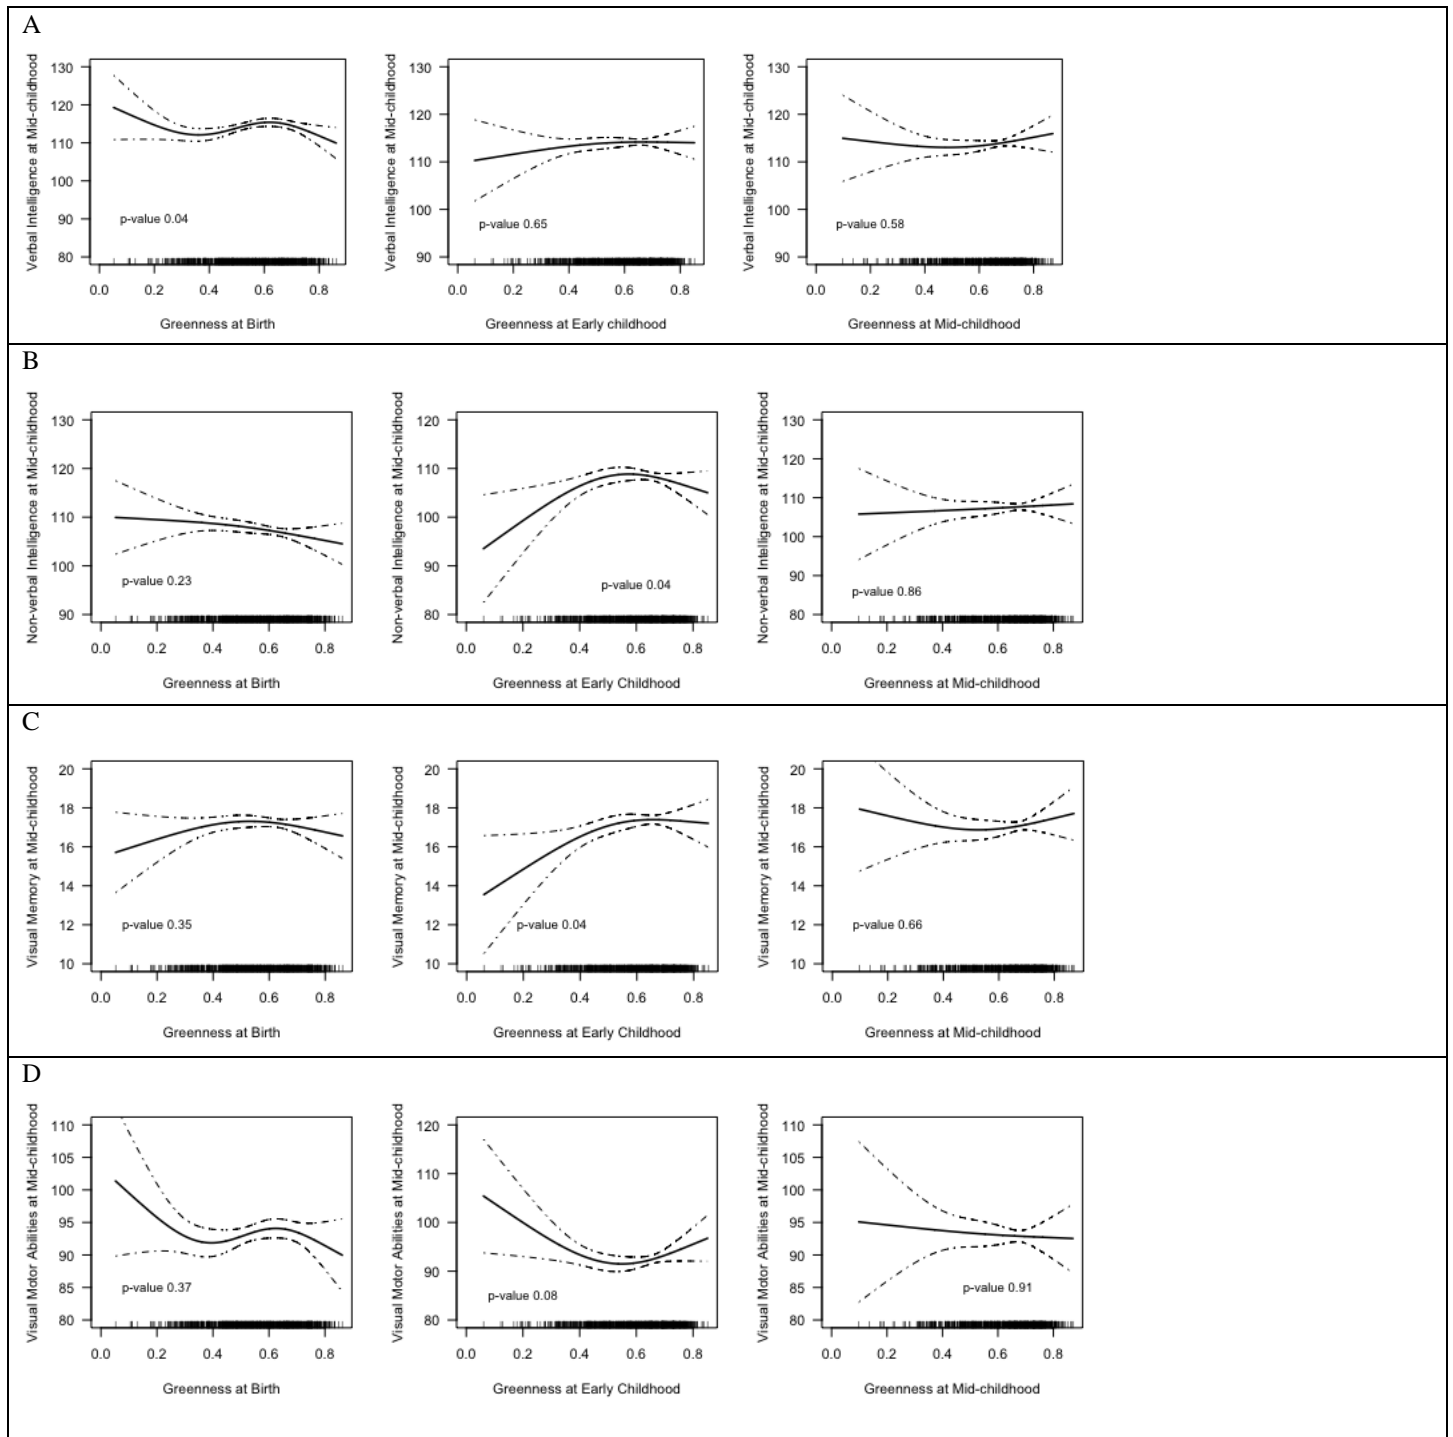 A
Verbal Intelligence at Mid-childhood
130
120
110
100
90
80
p-value 0.04
0.0 0.2 0.4 0.6 0.8
Greenness at Birth
Verbal Intelligence at Mid-childhood
130
120
110
100
90
p-value 0.65
0.0 0.2 0.4 0.6 0.8
Greenness at Early childhood
Verbal Intelligence at Mid-childhood
130
120
110
100
90
p-value 0.58
0.0 0.2 0.4 0.6 0.8
Greenness at Mid-childhood
B
Non-verbal Intelligence at Mid-childhood
130
120
110
100
90
p-value 0.23
0.0 0.2 0.4 0.6 0.8
Greenness at Birth
Non-verbal Intelligence at Mid-childhood
120
110
100
90
80
p-value 0.04
0.0 0.2 0.4 0.6 0.8
Greenness at Early Childhood
Non-verbal Intelligence at Mid-childhood
130
120
110
100
90
80
p-value 0.86
0.0 0.2 0.4 0.6 0.8
Greenness at Mid-childhood
C
Visual Memory at Mid-childhood
20
18
16
14
12
10
p-value 0.35
0.0 0.2 0.4 0.6 0.8
Greenness at Birth
Visual Memory at Mid-childhood
20
18
16
14
12
10
p-value 0.04
0.0 0.2 0.4 0.6 0.8
Greenness at Early Childhood
Visual Memory at Mid-childhood
20
18
16
14
12
10
p-value 0.66
0.0 0.2 0.4 0.6 0.8
Greenness at Mid-childhood
D
Visual Motor Abilities at Mid-childhood
110
105
100
95
90
85
80
p-value 0.37
0.0 0.2 0.4 0.6 0.8
Greenness at Birth
Visual Motor Abilities at Mid-childhood
120
110
100
90
80
p-value 0.08
0.0 0.2 0.4 0.6 0.8
Greenness at Early Childhood
Visual Motor Abilities at Mid-childhood
110
105
100
95
90
85
80
p-value 0.91
0.0 0.2 0.4 0.6 0.8
Greenness at Mid-childhood